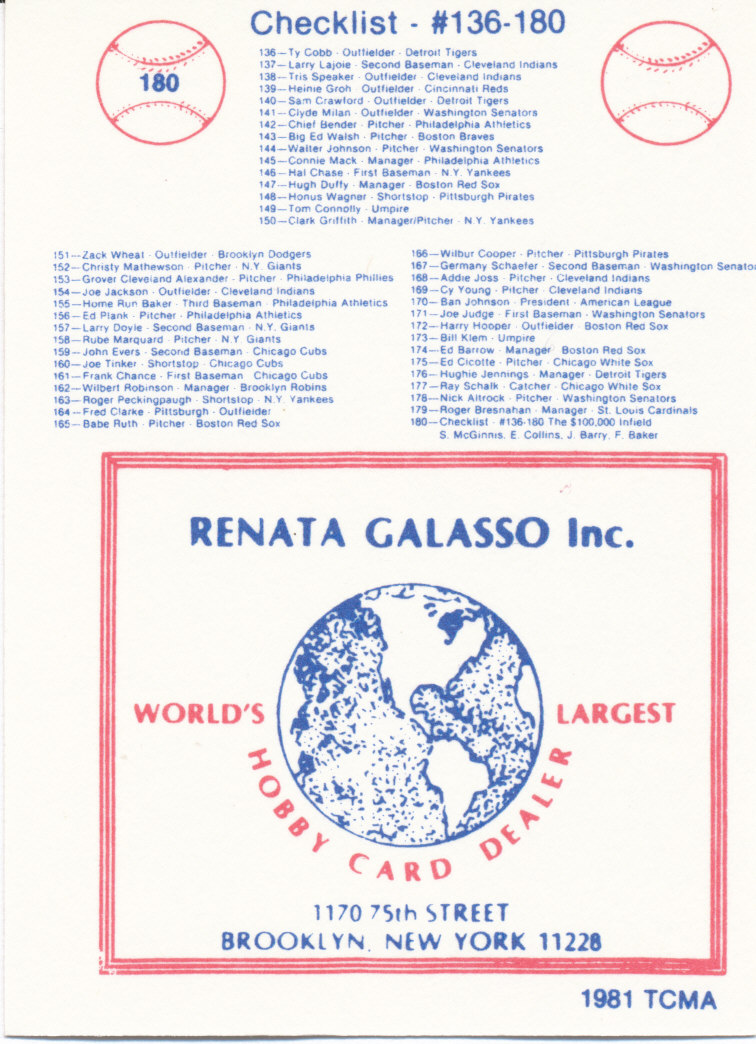 Checklist - #136-180
180
136—Ty Cobb - Outfielder - Detroit Tigers
137—Larry Lajoie - Second Baseman - Cleveland Indians
138—Tris Speaker - Outfielder - Cleveland Indians
139—Heinie Groh - Outfielder - Cincinnati Reds
140—Sam Crawford - Outfielder - Detroit Tigers
141—Clyde Milan - Outfielder - Washington Senators
142—Chief Bender - Pitcher - Philadelphia Athletics
143—Big Ed Walsh - Pitcher - Boston Braves
144—Walter Johnson - Pitcher - Washington Senators
145—Connie Mack - Manager - Philadelphia Athletics
146—Hal Chase - First Baseman - N.Y. Yankees
147—Hugh Duffy - Manager - Boston Red Sox
148—Honus Wagner - Shortstop - Pittsburgh Pirates
149—Tom Connolly - Umpire
150—Clark Griffith - Manager/Pitcher - N.Y. Yankees
151—Zack Wheat - Outfielder - Brooklyn Dodgers
152—Christy Mathewson - Pitcher - N.Y. Giants
153—Grover Cleveland Alexander - Pitcher - Philadelphia Phillies
154—Joe Jackson - Outfielder - Cleveland Indians
155—Home Run Baker - Third Baseman - Philadelphia Athletics
156—Ed Plank - Pitcher - Philadelphia Athletics
157—Larry Doyle - Second Baseman - N.Y. Giants
158—Rube Marquard - Pitcher - N.Y. Giants
159—John Evers - Second Baseman - Chicago Cubs
160—Joe Tinker - Shortstop - Chicago Cubs
161—Frank Chance - First Baseman - Chicago Cubs
162—Wilbert Robinson - Manager - Brooklyn Robins
163—Roger Peckingpaugh - Shortstop - N.Y. Yankees
164—Fred Clarke - Pittsburgh - Outfielder
165—Babe Ruth - Pitcher - Boston Red Sox
166—Wilbur Cooper - Pitcher - Pittsburgh Pirates
167—Germany Schaefer - Second Baseman - Washington Senato
168—Addie Joss - Pitcher - Cleveland Indians
169—Cy Young - Pitcher - Cleveland Indians
170—Ban Johnson - President - American League
171—Joe Judge - First Baseman - Washington Senators
172—Harry Hooper - Outfielder - Boston Red Sox
173—Bill Klem - Umpire
174—Ed Barrow - Manager - Boston Red Sox
175—Ed Cicotte - Pitcher - Chicago White Sox
176—Hughie Jennings - Manager - Detroit Tigers
177—Ray Schalk - Catcher - Chicago White Sox
178—Nick Altrock - Pitcher - Washington Senators
179—Roger Bresnahan - Manager - St. Louis Cardinals
180—Checklist - #136-180 The $100,000 Infield
S. McGinnis, E. Collins, J. Barry, F. Baker
RENATA GALASSO Inc.
WORLD'S LARGEST
HOBBY CARD DEALER
1170 75th STREET
BROOKLYN, NEW YORK 11228
1981 TCMA